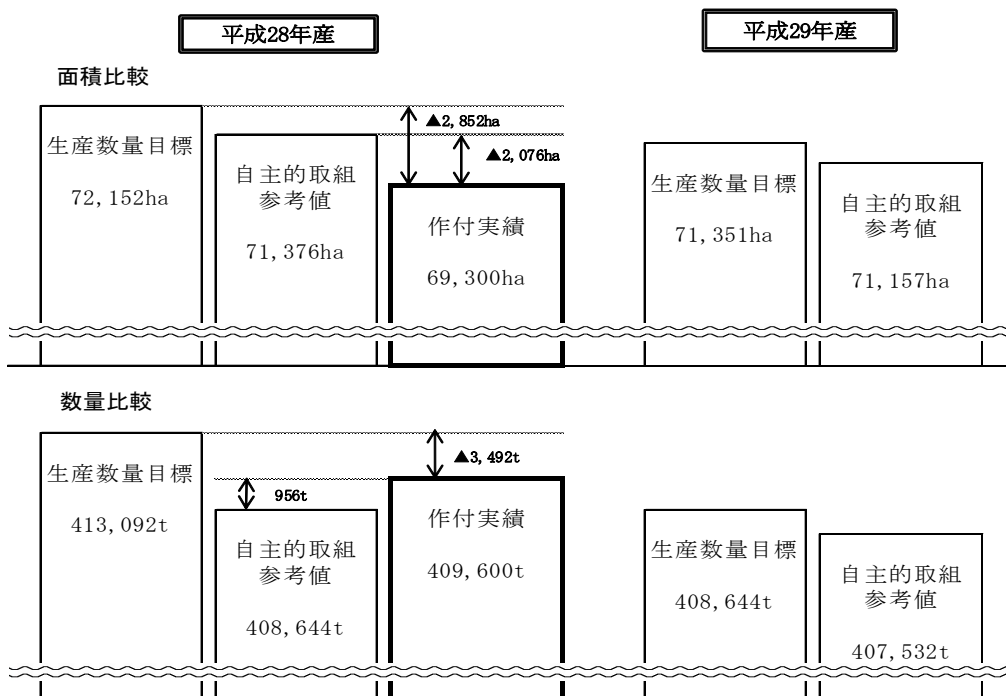 平成28年産
平成29年産
面積比較
生産数量目標
72,152ha
自主的取組
参考値
71,376ha
▲2,852ha
▲2,076ha
作付実績
69,300ha
生産数量目標
71,351ha
自主的取組
参考値
71,157ha
数量比較
生産数量目標
413,092t
956t
自主的取組
参考値
408,644t
▲3,492t
作付実績
409,600t
生産数量目標
408,644t
自主的取組
参考値
407,532t